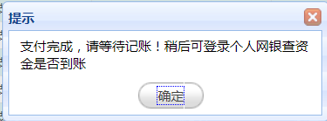 提示
支付完成，请等待记账！稍后可登录个人网银查资
金是否到账
确定